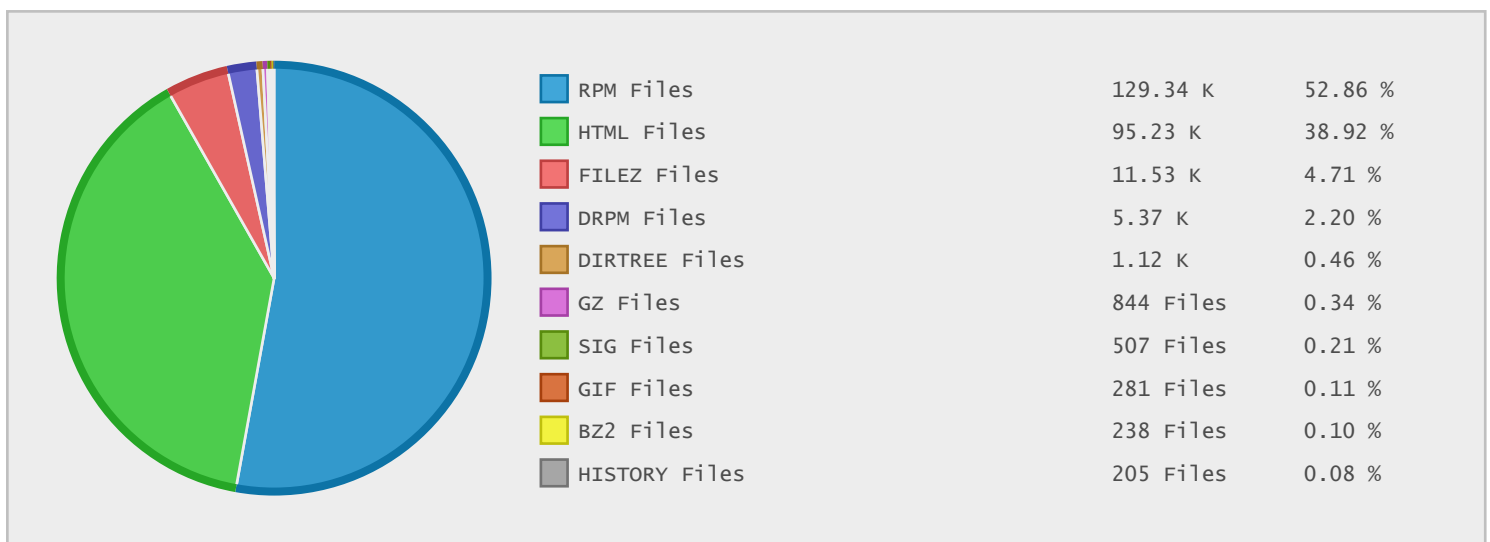 RPM Files 129.34 K 52.86 %
HTML Files 95.23 K 38.92 %
FILEZ Files 11.53 K 4.71 %
DRPM Files 5.37 K 2.20 %
DIRTREE Files 1.12 K 0.46 %
GZ Files 844 Files 0.34 %
SIG Files 507 Files 0.21 %
GIF Files 281 Files 0.11 %
BZ2 Files 238 Files 0.10 %
HISTORY Files 205 Files 0.08 %